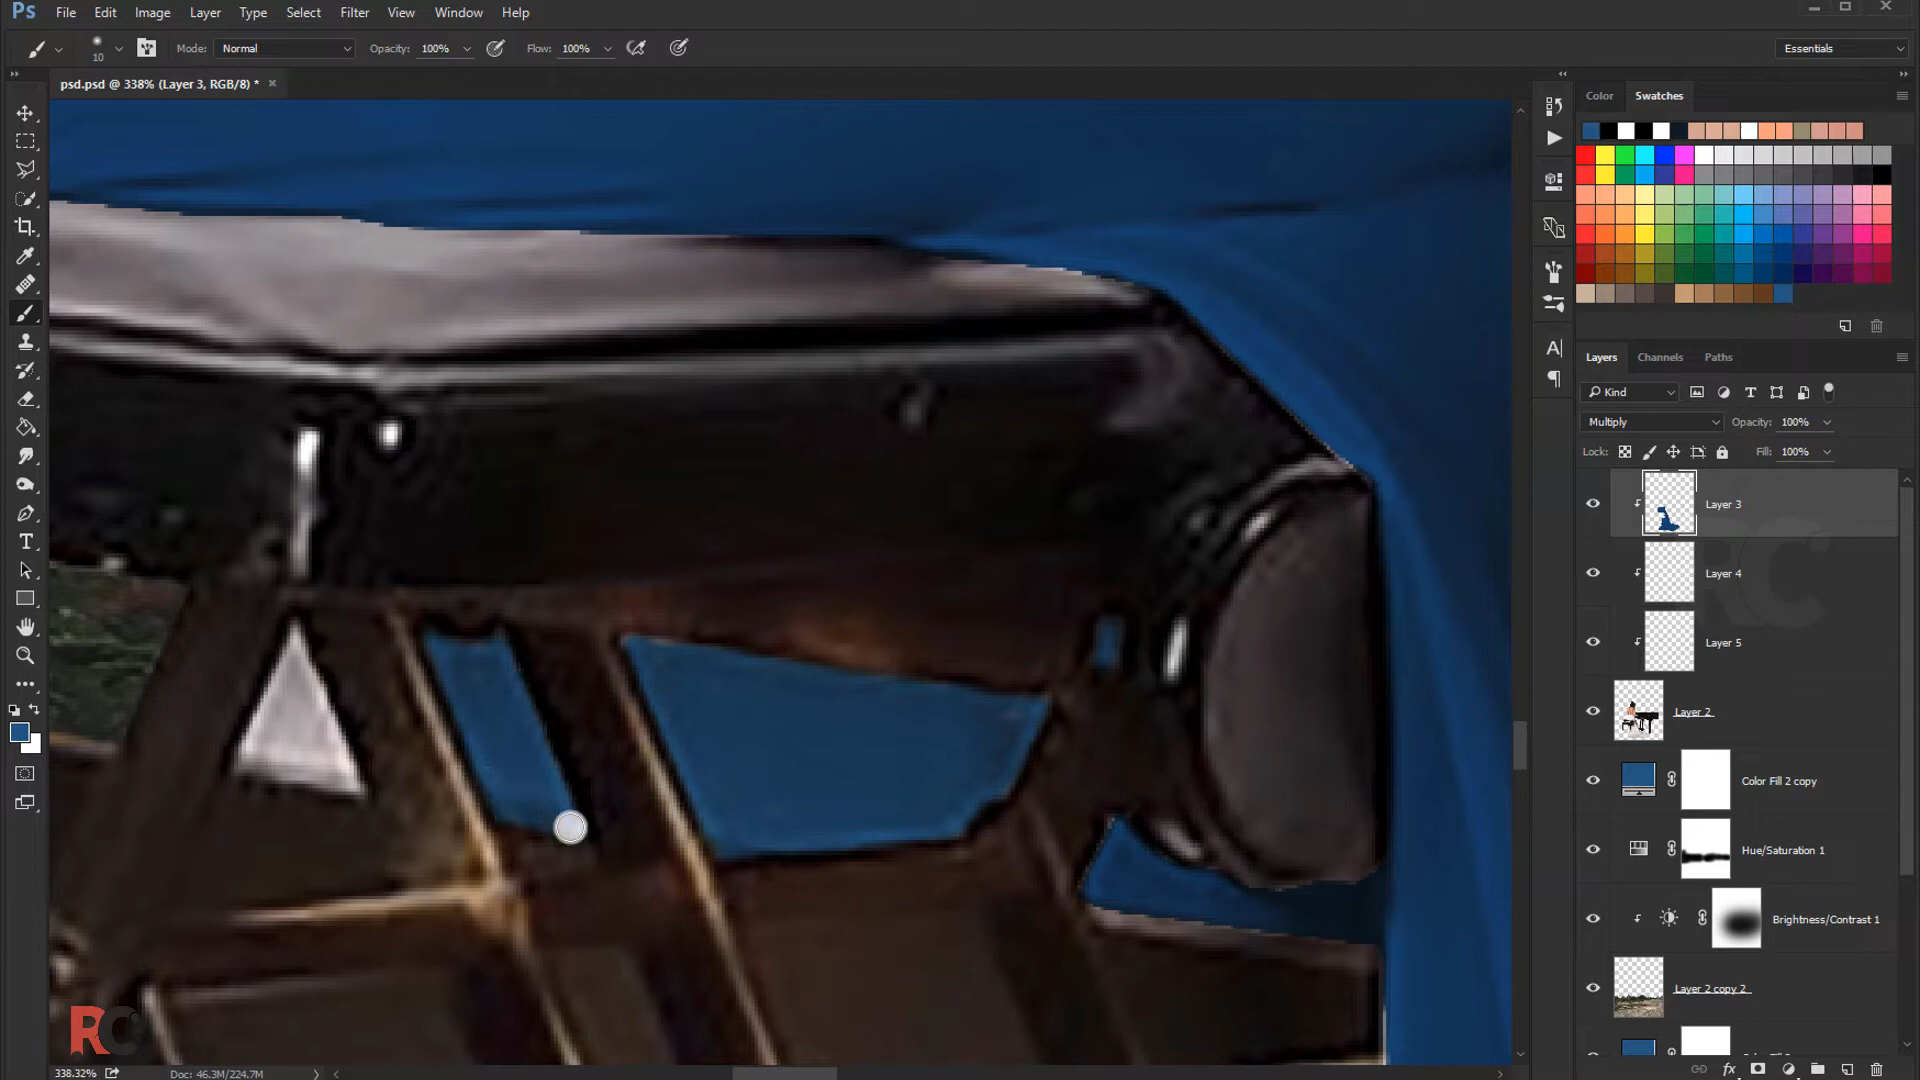 Ps File Edit Image Layer Type Select Filter View Window Help
10 Mode: Normal Opacity: 100% Flow: 100% Essentials
psd.psd @ 338% (Layer 3, RGB/8) *
Color Swatches
Layers Channels Paths
Kind
Multiply Opacity: 100%
Lock: Fill: 100%
Layer 3
Layer 4
Layer 5
Layer 2
Color Fill 2 copy
Hue/Saturation 1
Brightness/Contrast 1
Layer 2 copy 2
RC
RC
338.32% Doc: 46.3M/224.7M
fx